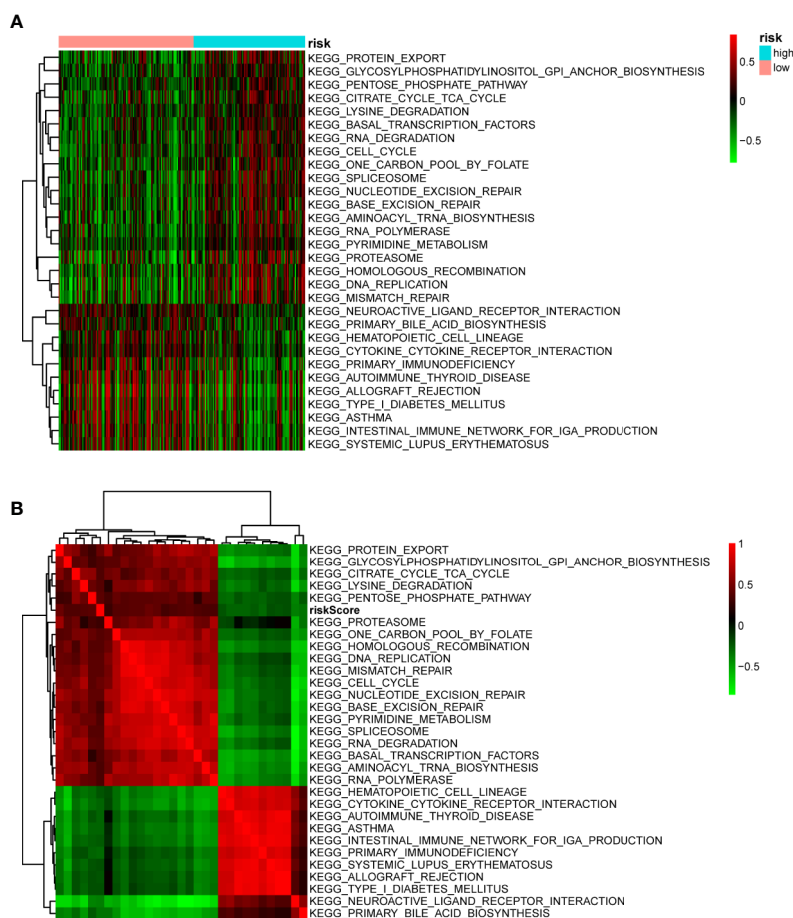 A
risk
KEGG_PROTEIN_EXPORT
KEGG_GLYCOSYLPHOSPHATIDYLINOSITOL_GPI_ANCHOR_BIOSYNTHESIS
KEGG_PENTOSE_PHOSPHATE_PATHWAY
KEGG_CITRATE_CYCLE_TCA_CYCLE
KEGG_LYSINE_DEGRADATION
KEGG_BASAL_TRANSCRIPTION_FACTORS
KEGG_RNA_DEGRADATION
KEGG_CELL_CYCLE
KEGG_ONE_CARBON_POOL_BY_FOLATE
KEGG_SPLICEOSOME
KEGG_NUCLEOTIDE_EXCISION_REPAIR
KEGG_BASE_EXCISION_REPAIR
KEGG_AMINOACYL_TRNA_BIOSYNTHESIS
KEGG_RNA_POLYMERASE
KEGG_PYRIMIDINE_METABOLISM
KEGG_PROTEASOME
KEGG_HOMOLOGOUS_RECOMBINATION
KEGG_DNA_REPLICATION
KEGG_MISMATCH_REPAIR
KEGG_NEUROACTIVE_LIGAND_RECEPTOR_INTERACTION
KEGG_PRIMARY_BILE_ACID_BIOSYNTHESIS
KEGG_HEMATOPOIETIC_CELL_LINEAGE
KEGG_CYTOKINE_CYTOKINE_RECEPTOR_INTERACTION
KEGG_PRIMARY_IMMUNODEFICIENCY
KEGG_AUTOIMMUNE_THYROID_DISEASE
KEGG_ALLOGRAFT_REJECTION
KEGG_TYPE_I_DIABETES_MELLITUS
KEGG_ASTHMA
KEGG_INTESTINAL_IMMUNE_NETWORK_FOR_IGA_PRODUCTION
KEGG_SYSTEMIC_LUPUS_ERYTHEMATOSUS
0.5
0
−0.5
risk
high
low
B
KEGG_PROTEIN_EXPORT
KEGG_GLYCOSYLPHOSPHATIDYLINOSITOL_GPI_ANCHOR_BIOSYNTHESIS
KEGG_CITRATE_CYCLE_TCA_CYCLE
KEGG_LYSINE_DEGRADATION
KEGG_PENTOSE_PHOSPHATE_PATHWAY
riskScore
KEGG_PROTEASOME
KEGG_ONE_CARBON_POOL_BY_FOLATE
KEGG_HOMOLOGOUS_RECOMBINATION
KEGG_DNA_REPLICATION
KEGG_MISMATCH_REPAIR
KEGG_CELL_CYCLE
KEGG_NUCLEOTIDE_EXCISION_REPAIR
KEGG_BASE_EXCISION_REPAIR
KEGG_PYRIMIDINE_METABOLISM
KEGG_SPLICEOSOME
KEGG_RNA_DEGRADATION
KEGG_BASAL_TRANSCRIPTION_FACTORS
KEGG_AMINOACYL_TRNA_BIOSYNTHESIS
KEGG_RNA_POLYMERASE
KEGG_HEMATOPOIETIC_CELL_LINEAGE
KEGG_CYTOKINE_CYTOKINE_RECEPTOR_INTERACTION
KEGG_AUTOIMMUNE_THYROID_DISEASE
KEGG_ASTHMA
KEGG_INTESTINAL_IMMUNE_NETWORK_FOR_IGA_PRODUCTION
KEGG_PRIMARY_IMMUNODEFICIENCY
KEGG_SYSTEMIC_LUPUS_ERYTHEMATOSUS
KEGG_ALLOGRAFT_REJECTION
KEGG_TYPE_I_DIABETES_MELLITUS
KEGG_NEUROACTIVE_LIGAND_RECEPTOR_INTERACTION
KEGG_PRIMARY_BILE_ACID_BIOSYNTHESIS
1
0.5
0
−0.5